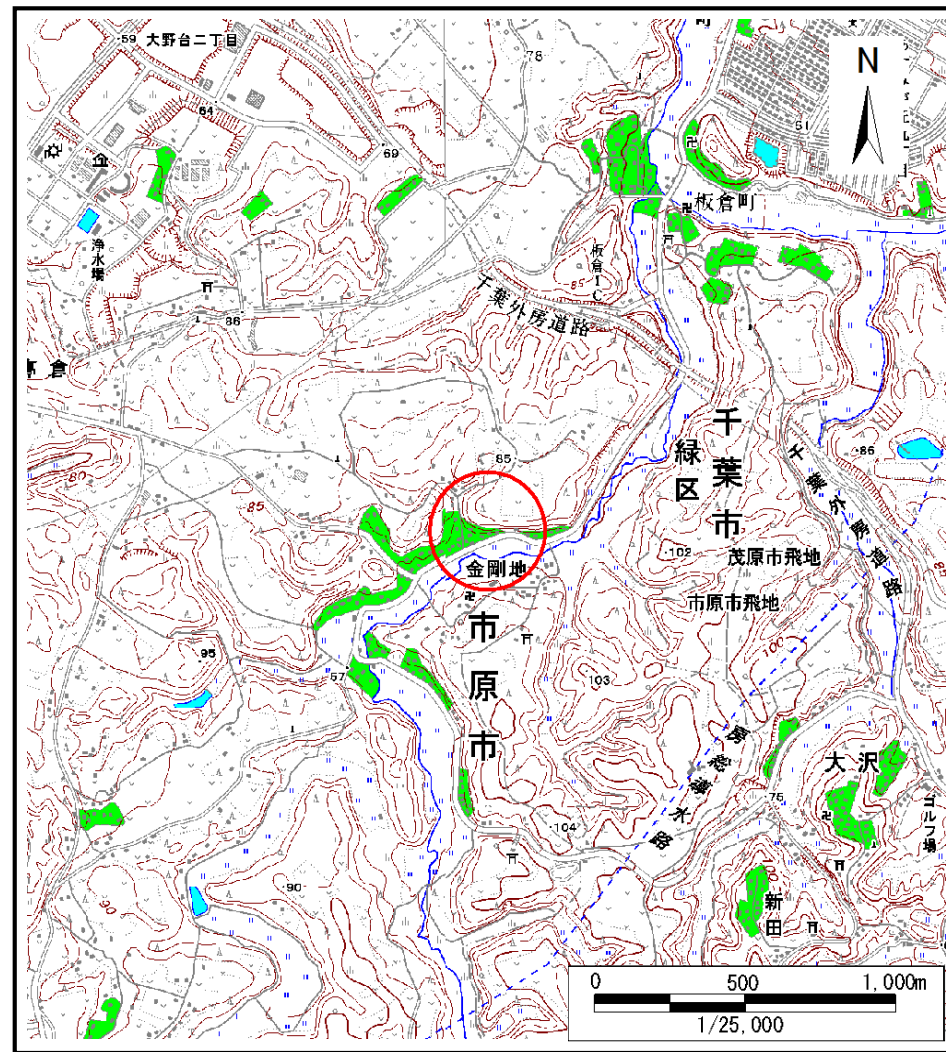 町
59
大野台二丁目
78
N
64
61
69
板倉町
浄水場
板倉IC
85
千葉外房道路
86
千葉市
緑区
86
千葉外房道路
80
85
85
102
茂原市飛地
金剛地
市原市飛地
100
市原市
95
57
103
房総導水路
大沢
75
ゴルフ場
104
90
90
新田
0 500 1,000m
1/25,000